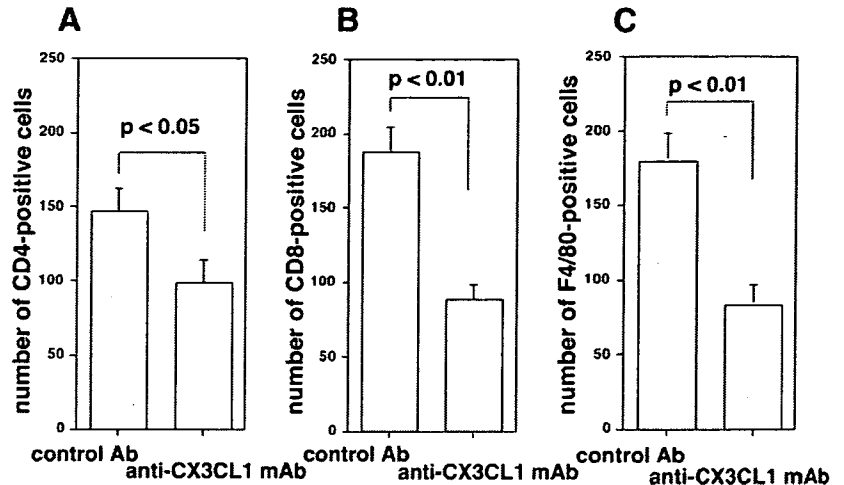 A
number of CD4-positive cells
250
200
150
100
50
0
p < 0.05
control Ab
anti-CX3CL1 mAb
B
number of CD8-positive cells
250
200
150
100
50
0
p < 0.01
control Ab
anti-CX3CL1 mAb
C
number of F4/80-positive cells
250
200
150
100
50
0
p < 0.01
control Ab
anti-CX3CL1 mAb